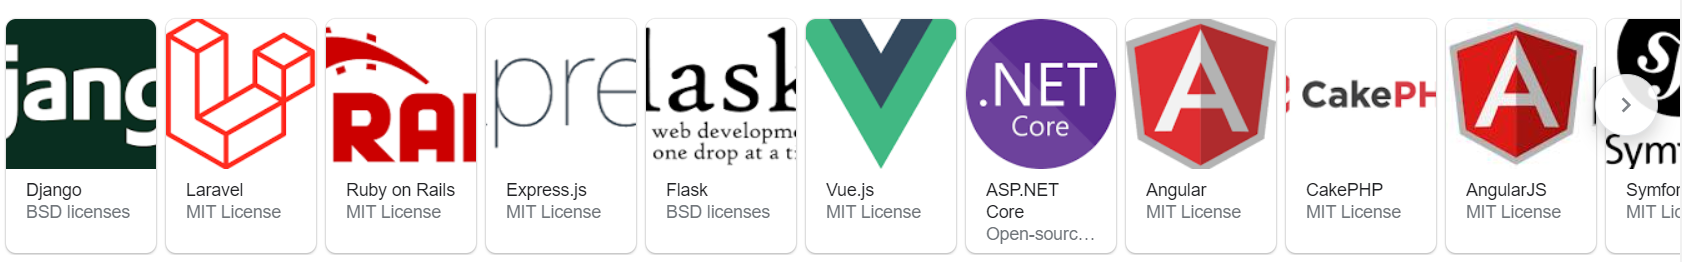 jang
RAI
pre
lask
web developme
one drop at a t
.NET
Core
A
CakePH
A
Sym
Django
BSD licenses
Laravel
MIT License
Ruby on Rails
MIT License
Express.js
MIT License
Flask
BSD licenses
Vue.js
MIT License
ASP.NET
Core
Open-sourc...
Angular
MIT License
CakePHP
MIT License
AngularJS
MIT License
Symfor
MIT Lic